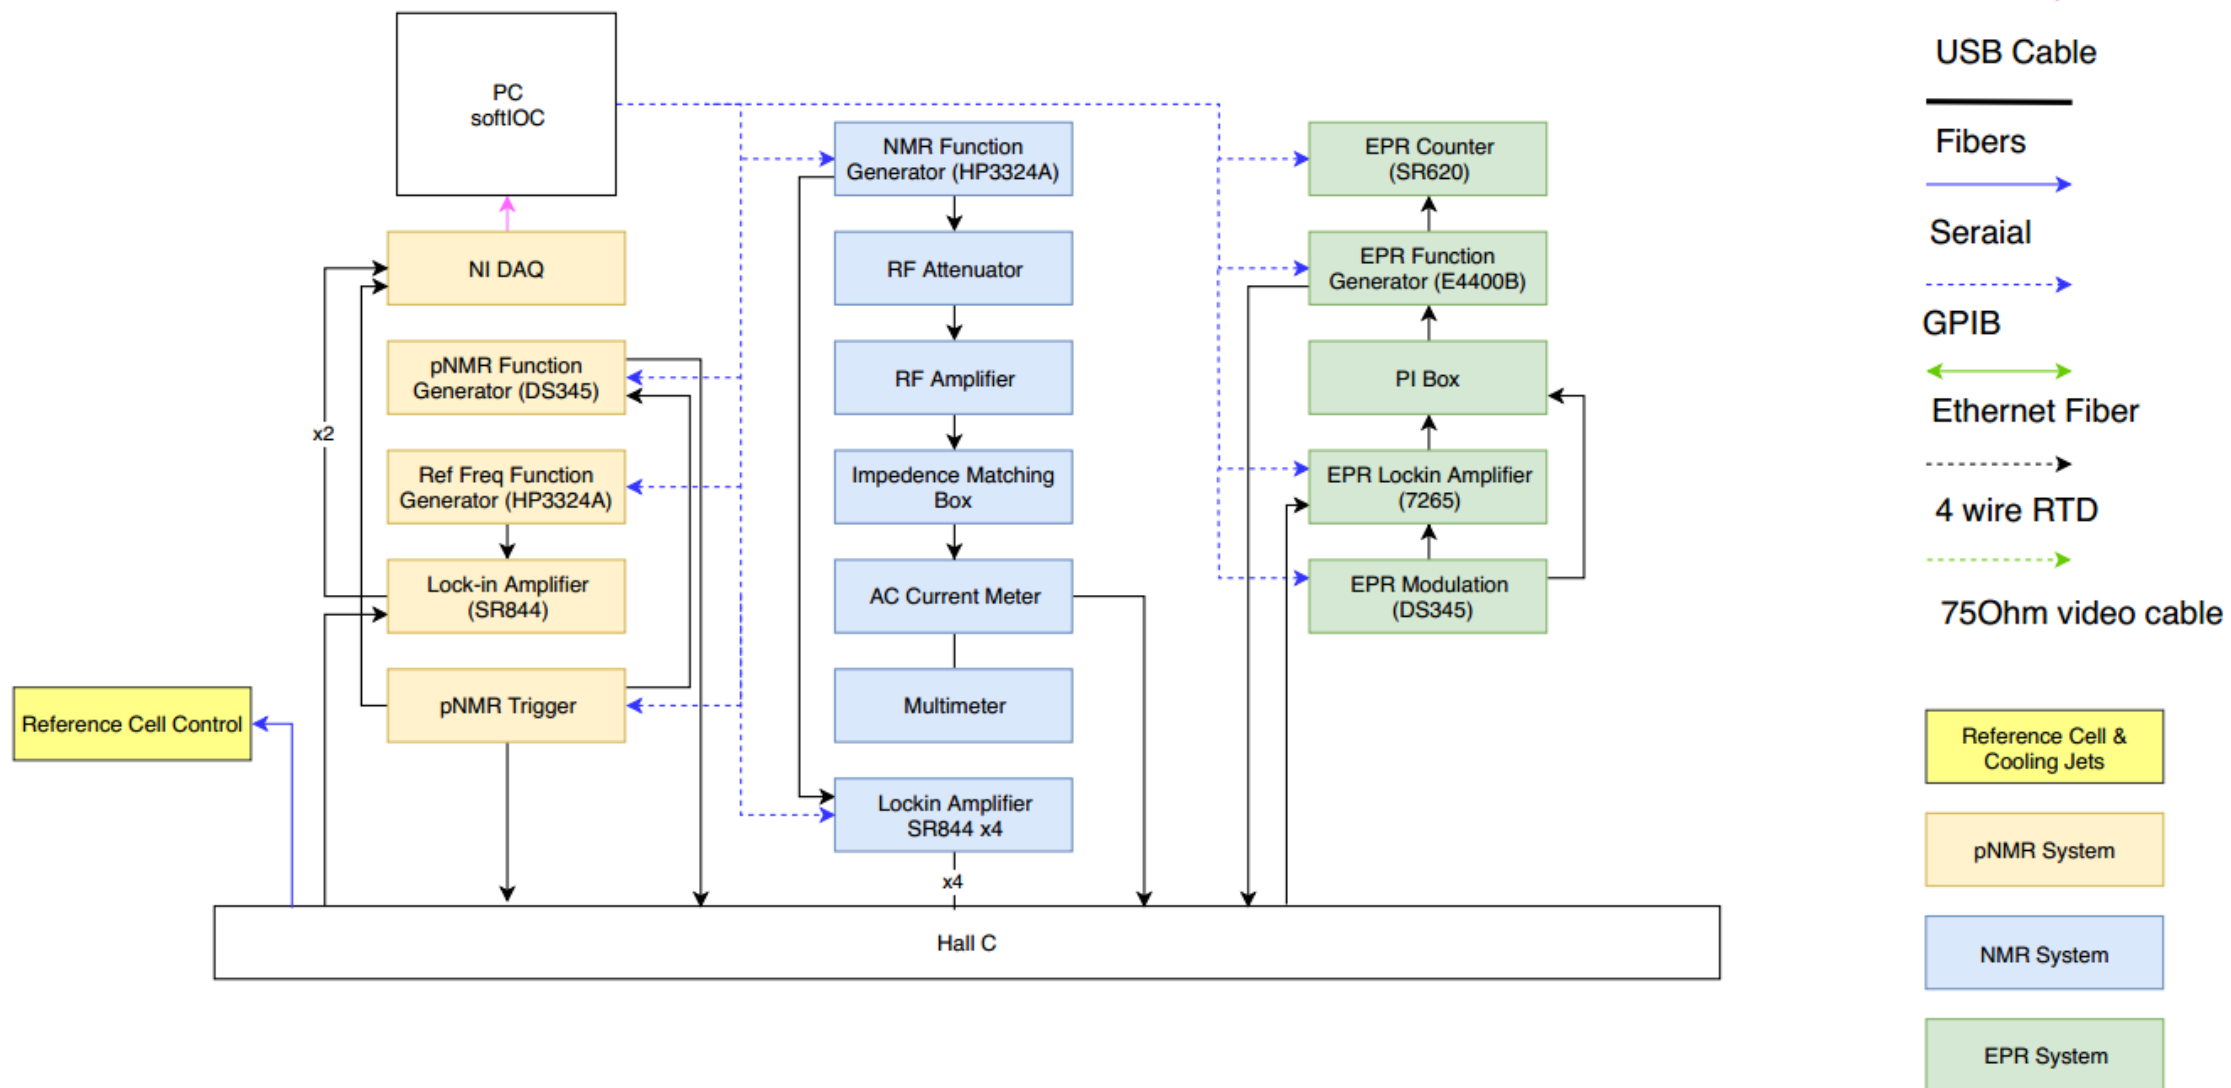 PC
softIOC
NI DAQ
pNMR Function
Generator (DS345)
x2
Ref Freq Function
Generator (HP3324A)
Lock-in Amplifier
(SR844)
pNMR Trigger
Reference Cell Control
NMR Function
Generator (HP3324A)
RF Attenuator
RF Amplifier
Impedence Matching
Box
AC Current Meter
Multimeter
Lockin Amplifier
SR844 x4
x4
EPR Counter
(SR620)
EPR Function
Generator (E4400B)
PI Box
EPR Lockin Amplifier
(7265)
EPR Modulation
(DS345)
Hall C
USB Cable
Fibers
Seraial
GPIB
Ethernet Fiber
4 wire RTD
75Ohm video cable
Reference Cell &
Cooling Jets
pNMR System
NMR System
EPR System